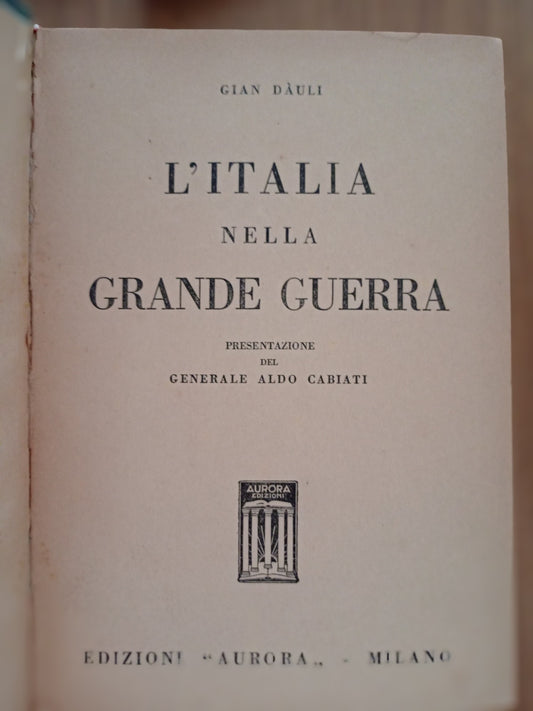 GIAN DÀULI
L'ITALIA
NELLA
GRANDE GUERRA
PRESENTAZIONE
DEL
GENERALE ALDO CABIATI
AURORA
EDIZIONI
EDIZIONI “AURORA„ - MILANO